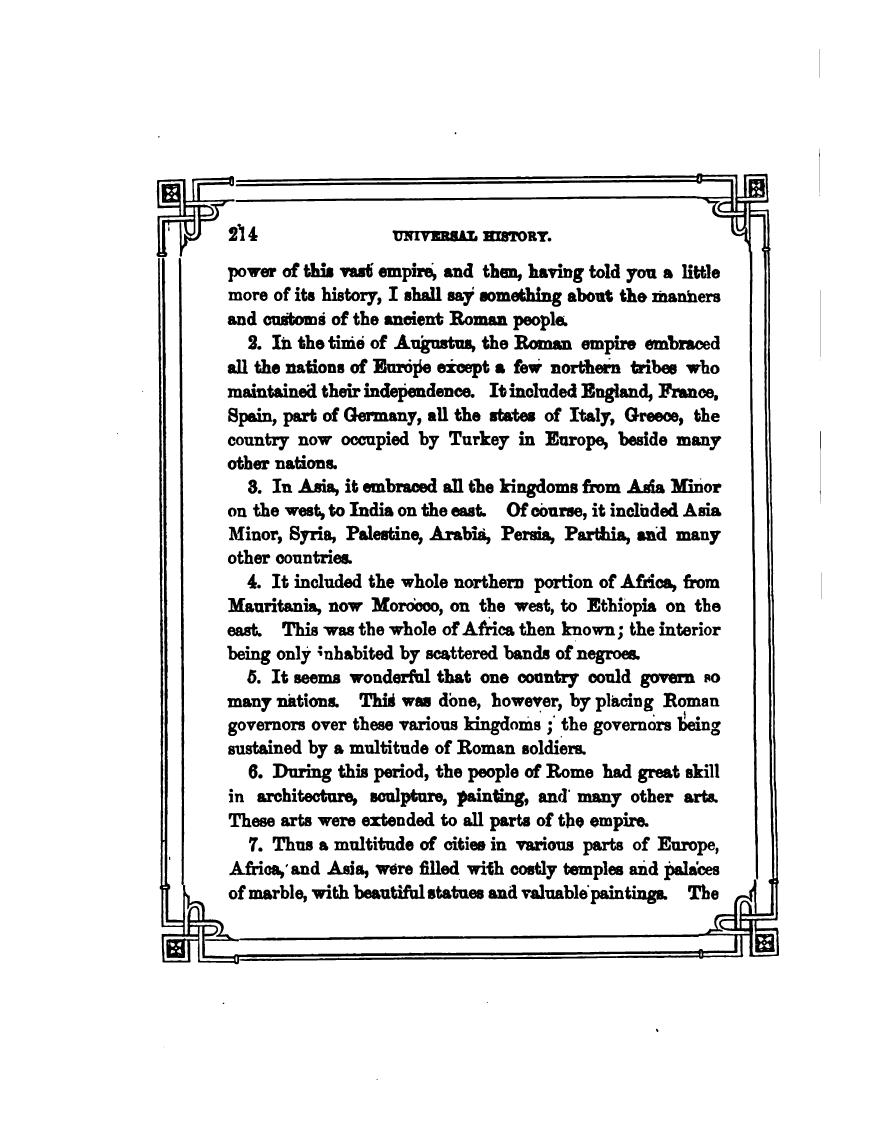 214 UNIVERSAL HISTORY.
power of this vast empire, and then, having told you a little
more of its history, I shall say something about the manners
and customs of the ancient Roman people.
2. In the time of Augustus, the Roman empire embraced
all the nations of Europe except a few northern tribes who
maintained their independence. It included England, France,
Spain, part of Germany, all the states of Italy, Greece, the
country now occupied by Turkey in Europe, beside many
other nations.
3. In Asia, it embraced all the kingdoms from Asia Minor
on the west, to India on the east. Of course, it included Asia
Minor, Syria, Palestine, Arabia, Persia, Parthia, and many
other countries.
4. It included the whole northern portion of Africa, from
Mauritania, now Morocco, on the west, to Ethiopia on the
east. This was the whole of Africa then known; the interior
being only inhabited by scattered bands of negroes.
5. It seems wonderful that one country could govern so
many nations. This was done, however, by placing Roman
governors over these various kingdoms; the governors being
sustained by a multitude of Roman soldiers.
6. During this period, the people of Rome had great skill
in architecture, sculpture, painting, and many other arts.
These arts were extended to all parts of the empire.
7. Thus a multitude of cities in various parts of Europe,
Africa, and Asia, were filled with costly temples and palaces
of marble, with beautiful statues and valuable paintings. The